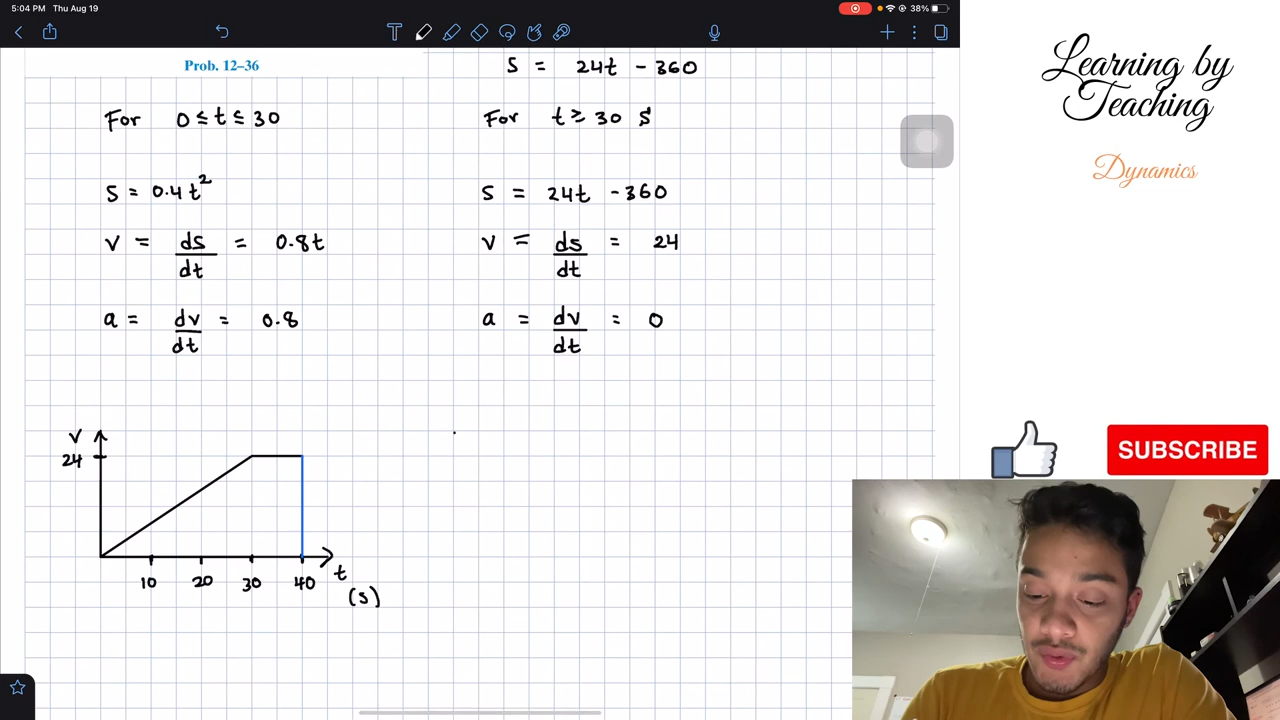 5:04 PM Thu Aug 19
38%
T
Prob. 12–36
S = 24t - 360
For 0 ≤ t ≤ 30
For t ≥ 30 s
S = 0.4t²
S = 24t - 360
v = ds/dt = 0.8t
v = ds/dt = 24
a = dv/dt = 0.8
a = dv/dt = 0
v
24
10 20 30 40
t
(s)
Learning by
Teaching
Dynamics
SUBSCRIBE